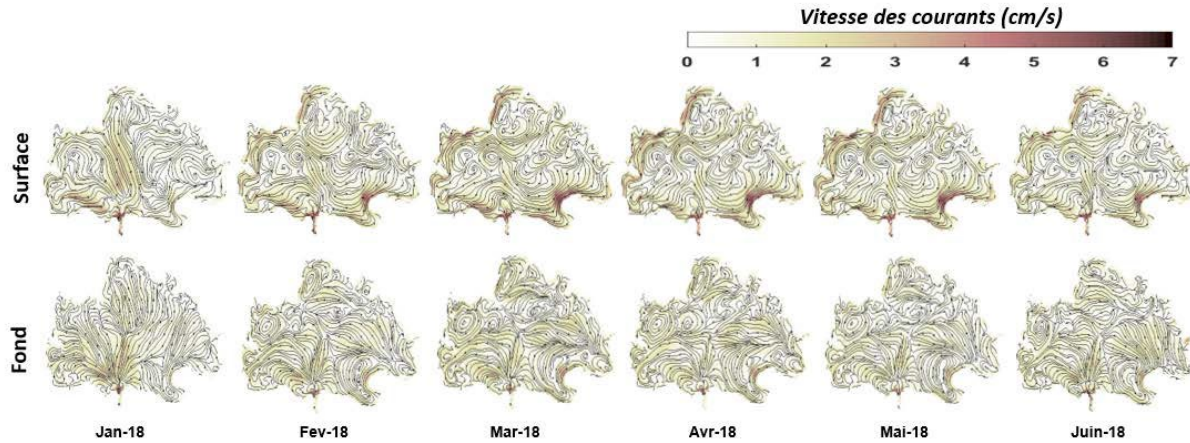 Vitesse des courants (cm/s)
0 1 2 3 4 5 6 7
Surface
Fond
Jan-18 Fev-18 Mar-18 Avr-18 Mai-18 Juin-18